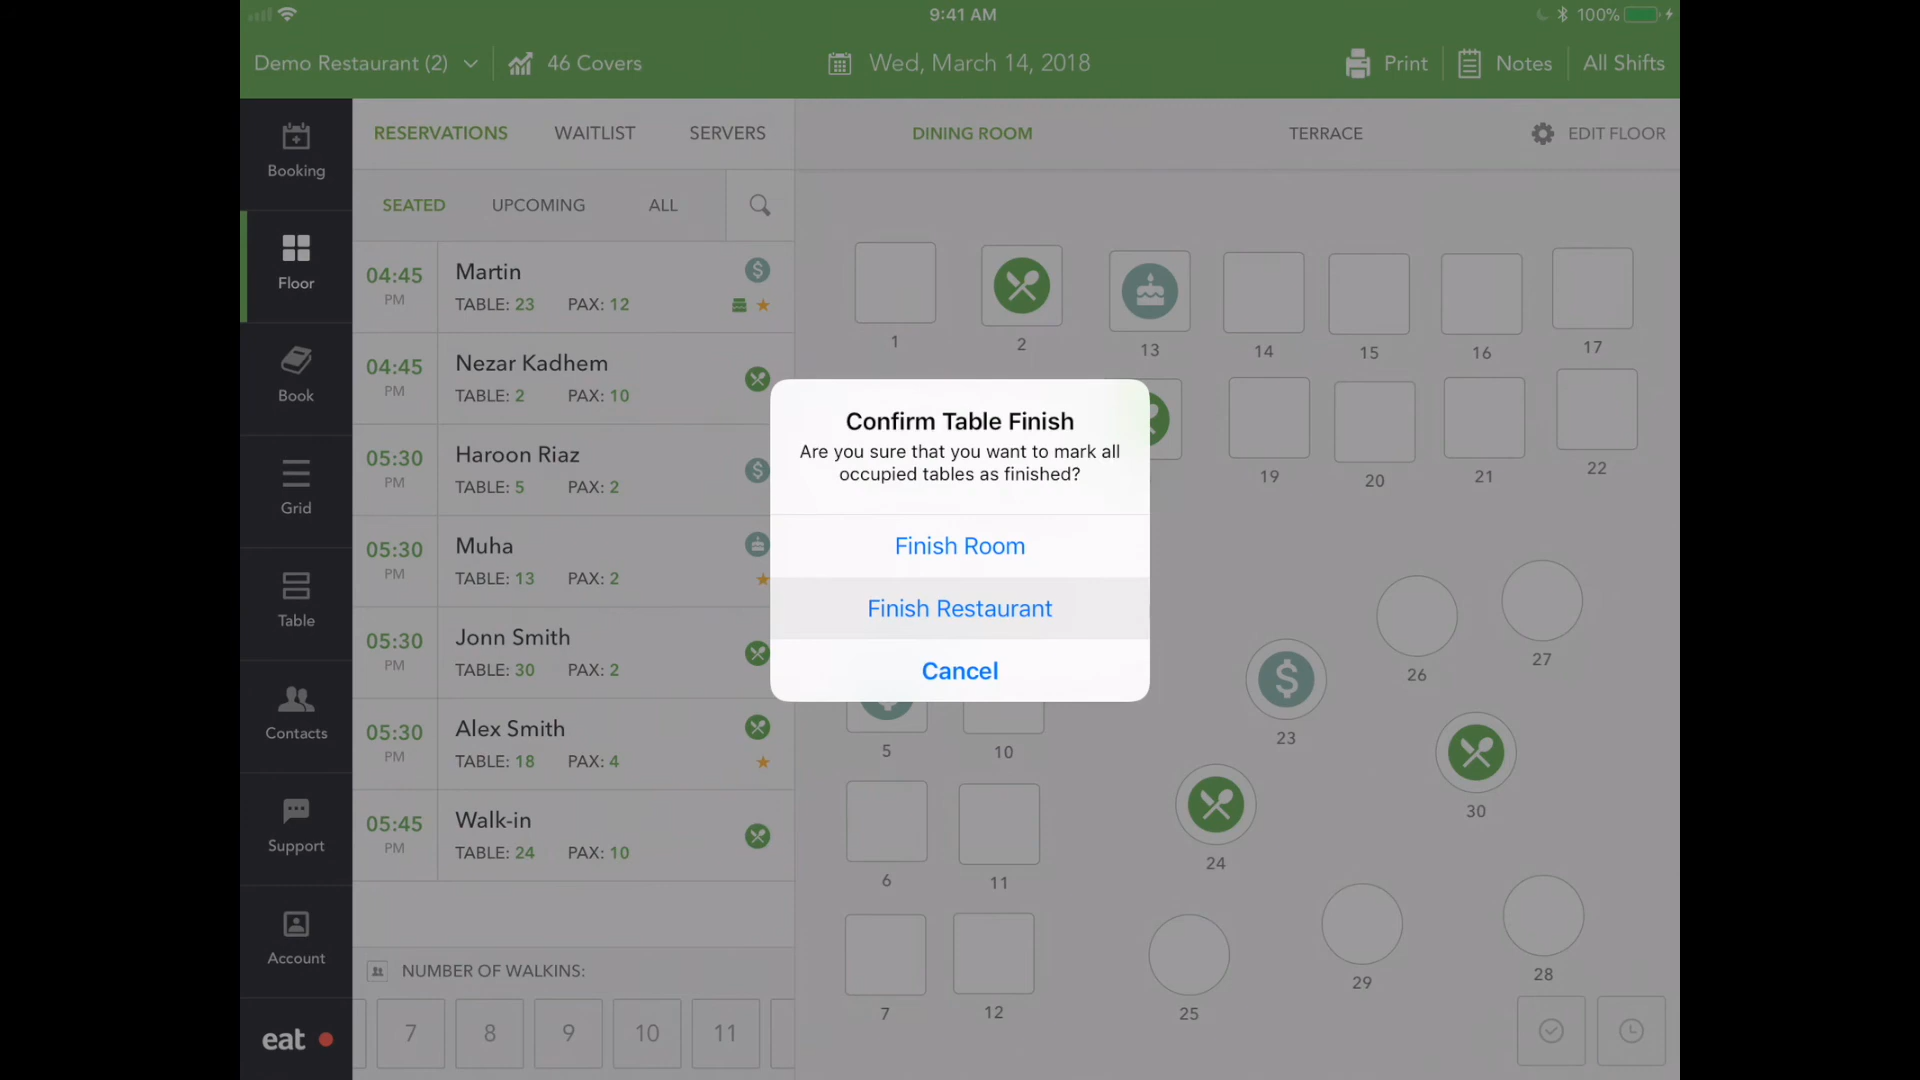 9:41 AM
100%
Demo Restaurant (2)
46 Covers
Wed, March 14, 2018
Print
Notes
All Shifts
Booking
Floor
Book
Grid
Table
Contacts
Support
Account
eat
RESERVATIONS
WAITLIST
SERVERS
SEATED
UPCOMING
ALL
04:45
PM
Martin
TABLE: 23 PAX: 12
04:45
PM
Nezar Kadhem
TABLE: 2 PAX: 10
05:30
PM
Haroon Riaz
TABLE: 5 PAX: 2
05:30
PM
Muha
TABLE: 13 PAX: 2
05:30
PM
Jonn Smith
TABLE: 30 PAX: 2
05:30
PM
Alex Smith
TABLE: 18 PAX: 4
05:45
PM
Walk-in
TABLE: 24 PAX: 10
NUMBER OF WALKINS:
7 8 9 10 11
DINING ROOM
TERRACE
EDIT FLOOR
1 2 13 14 15 16 17
19 20 21 22
Confirm Table Finish
Are you sure that you want to mark all
occupied tables as finished?
Finish Room
Finish Restaurant
Cancel
26 27
$
23
5 10
30
24
6 11
29 28
7 12 25